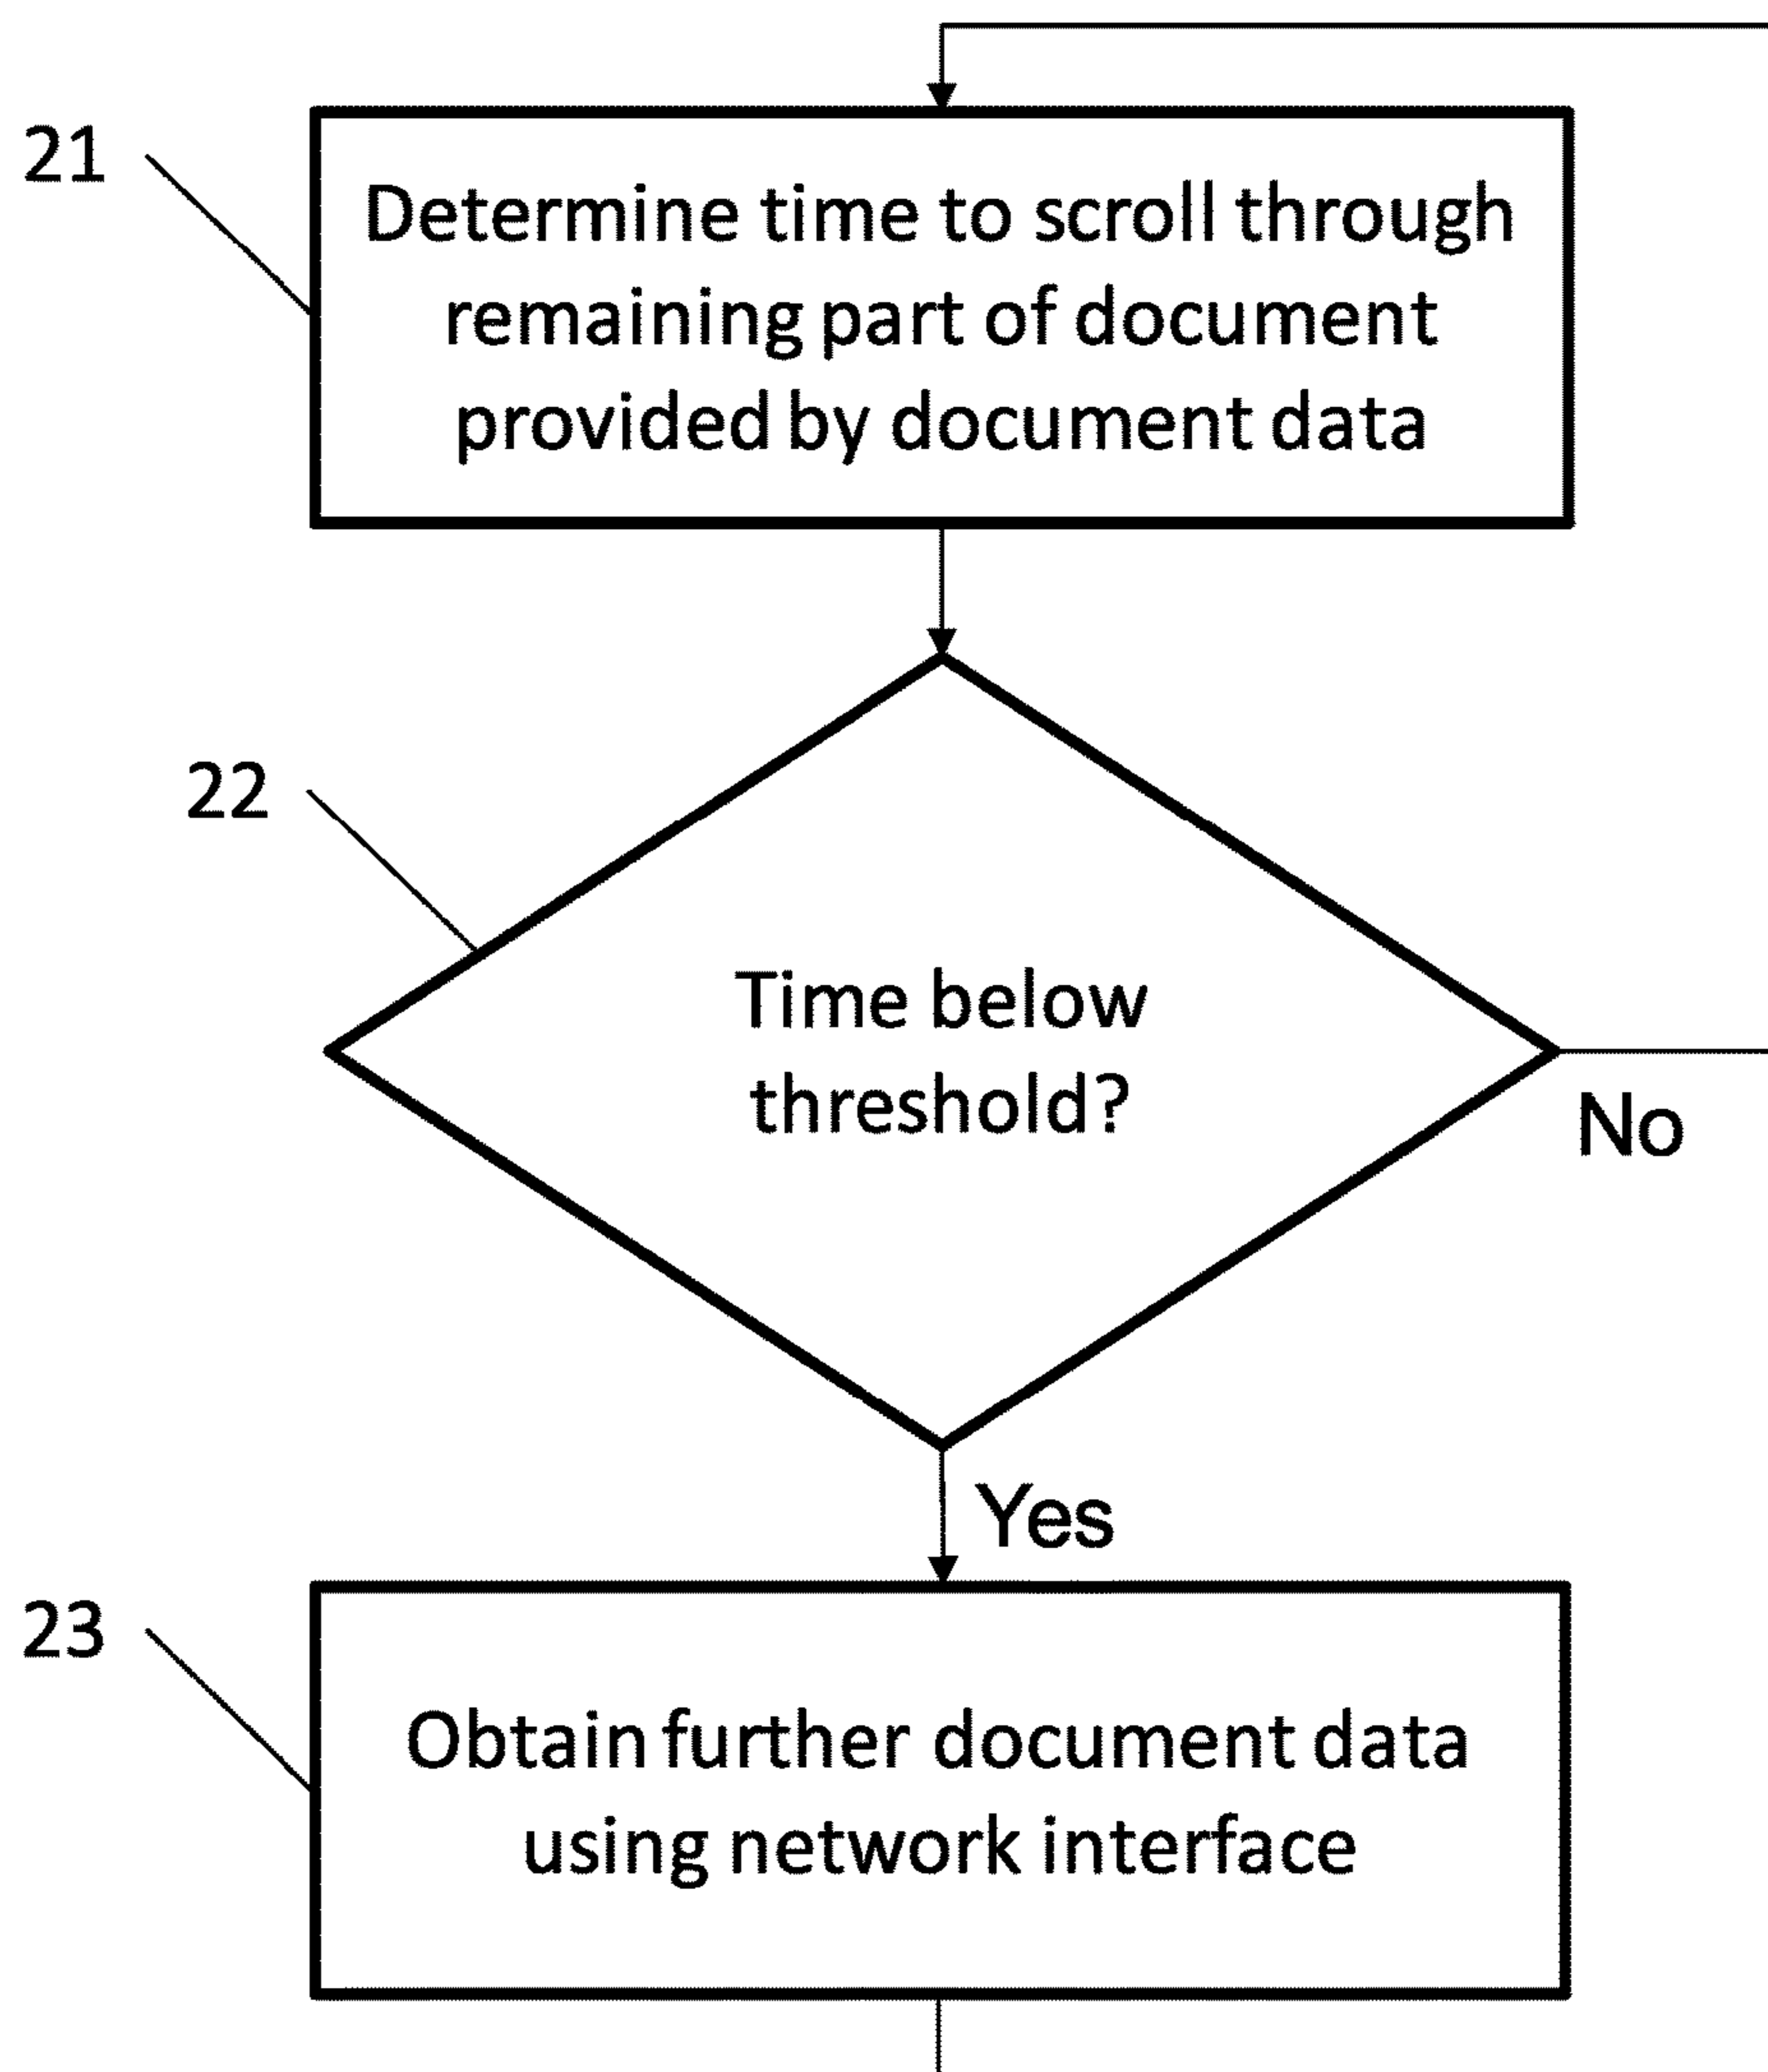 21
Determine time to scroll through
remaining part of document
provided by document data
22
Time below
threshold?
No
Yes
23
Obtain further document data
using network interface